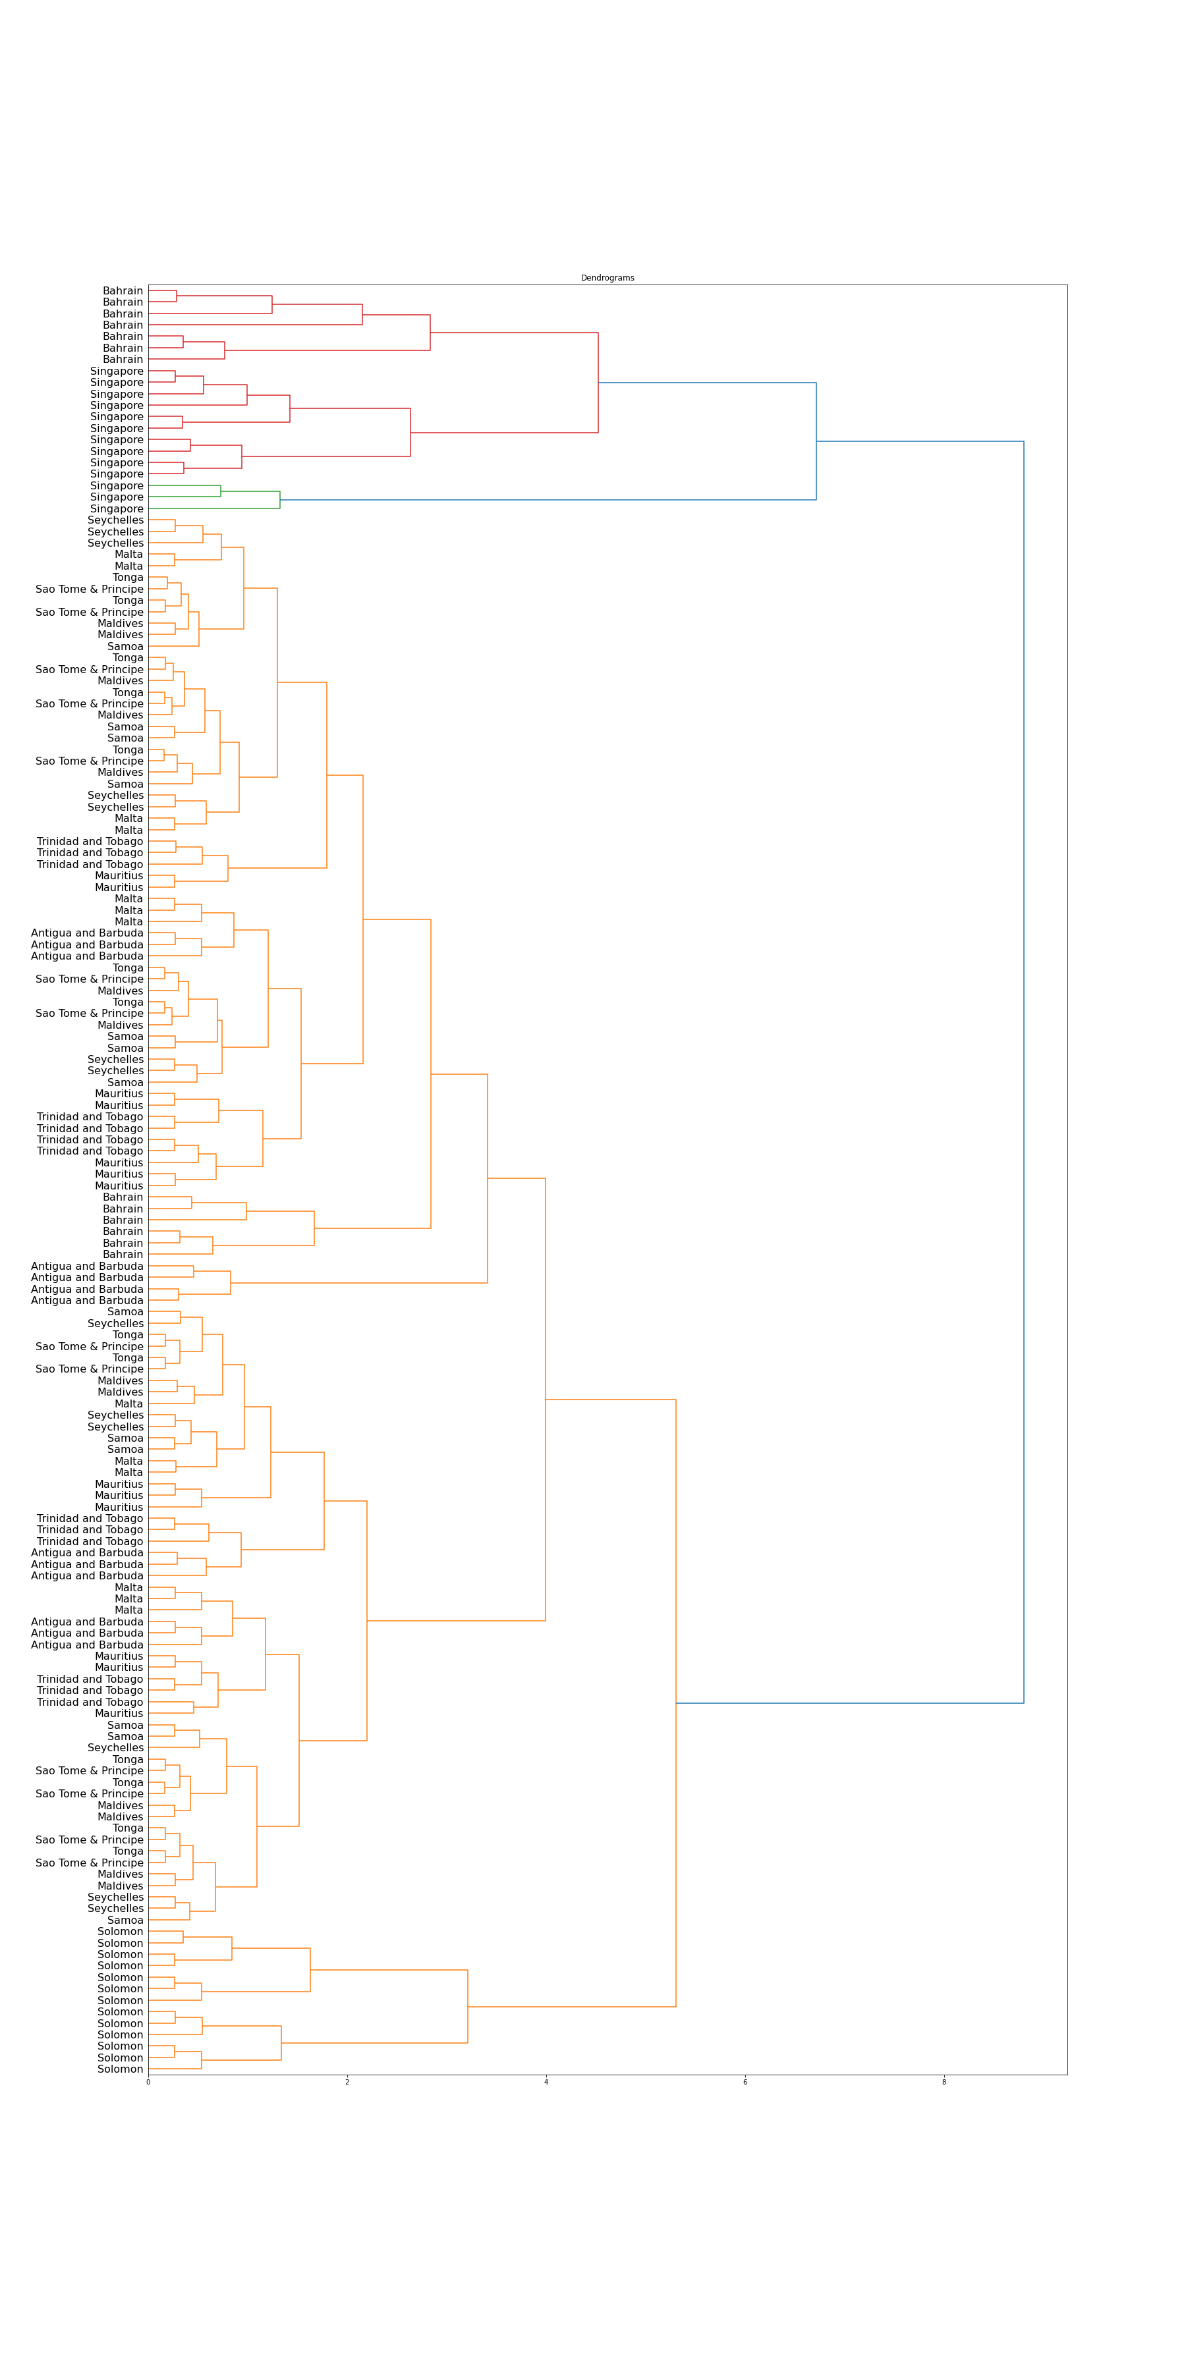 Dendrograms
Bahrain
Bahrain
Bahrain
Bahrain
Bahrain
Bahrain
Bahrain
Singapore
Singapore
Singapore
Singapore
Singapore
Singapore
Singapore
Singapore
Singapore
Singapore
Singapore
Singapore
Singapore
Seychelles
Seychelles
Seychelles
Malta
Malta
Tonga
Sao Tome & Principe
Tonga
Sao Tome & Principe
Maldives
Maldives
Samoa
Tonga
Sao Tome & Principe
Maldives
Tonga
Sao Tome & Principe
Maldives
Samoa
Samoa
Tonga
Sao Tome & Principe
Maldives
Samoa
Seychelles
Seychelles
Malta
Malta
Trinidad and Tobago
Trinidad and Tobago
Trinidad and Tobago
Mauritius
Mauritius
Malta
Malta
Malta
Antigua and Barbuda
Antigua and Barbuda
Antigua and Barbuda
Tonga
Sao Tome & Principe
Maldives
Tonga
Sao Tome & Principe
Maldives
Samoa
Samoa
Seychelles
Seychelles
Samoa
Mauritius
Mauritius
Trinidad and Tobago
Trinidad and Tobago
Trinidad and Tobago
Trinidad and Tobago
Mauritius
Mauritius
Mauritius
Bahrain
Bahrain
Bahrain
Bahrain
Bahrain
Bahrain
Antigua and Barbuda
Antigua and Barbuda
Antigua and Barbuda
Antigua and Barbuda
Samoa
Seychelles
Tonga
Sao Tome & Principe
Tonga
Sao Tome & Principe
Maldives
Maldives
Malta
Seychelles
Seychelles
Samoa
Samoa
Malta
Malta
Mauritius
Mauritius
Mauritius
Trinidad and Tobago
Trinidad and Tobago
Trinidad and Tobago
Antigua and Barbuda
Antigua and Barbuda
Antigua and Barbuda
Malta
Malta
Malta
Antigua and Barbuda
Antigua and Barbuda
Antigua and Barbuda
Mauritius
Mauritius
Trinidad and Tobago
Trinidad and Tobago
Trinidad and Tobago
Mauritius
Samoa
Samoa
Seychelles
Tonga
Sao Tome & Principe
Tonga
Sao Tome & Principe
Maldives
Maldives
Tonga
Sao Tome & Principe
Tonga
Sao Tome & Principe
Maldives
Maldives
Seychelles
Seychelles
Samoa
Solomon
Solomon
Solomon
Solomon
Solomon
Solomon
Solomon
Solomon
Solomon
Solomon
Solomon
Solomon
Solomon
0 2 4 6 8